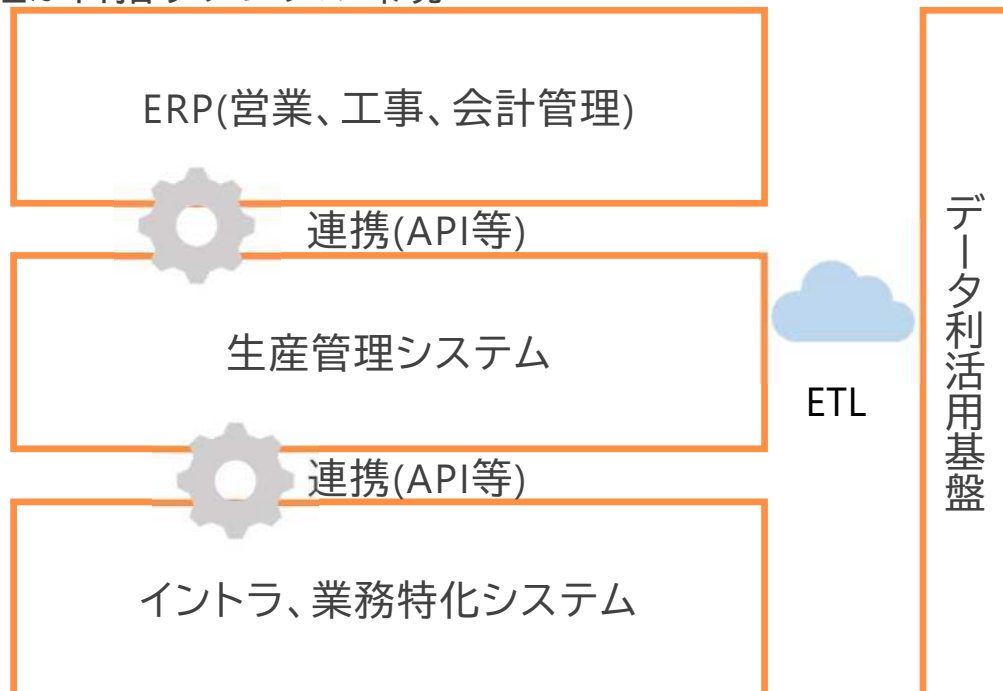 ERP(営業、工事、会計管理)
連携(API等)
生産管理システム
連携(API等)
イントラ、業務特化システム
ETL
データ利活用基盤